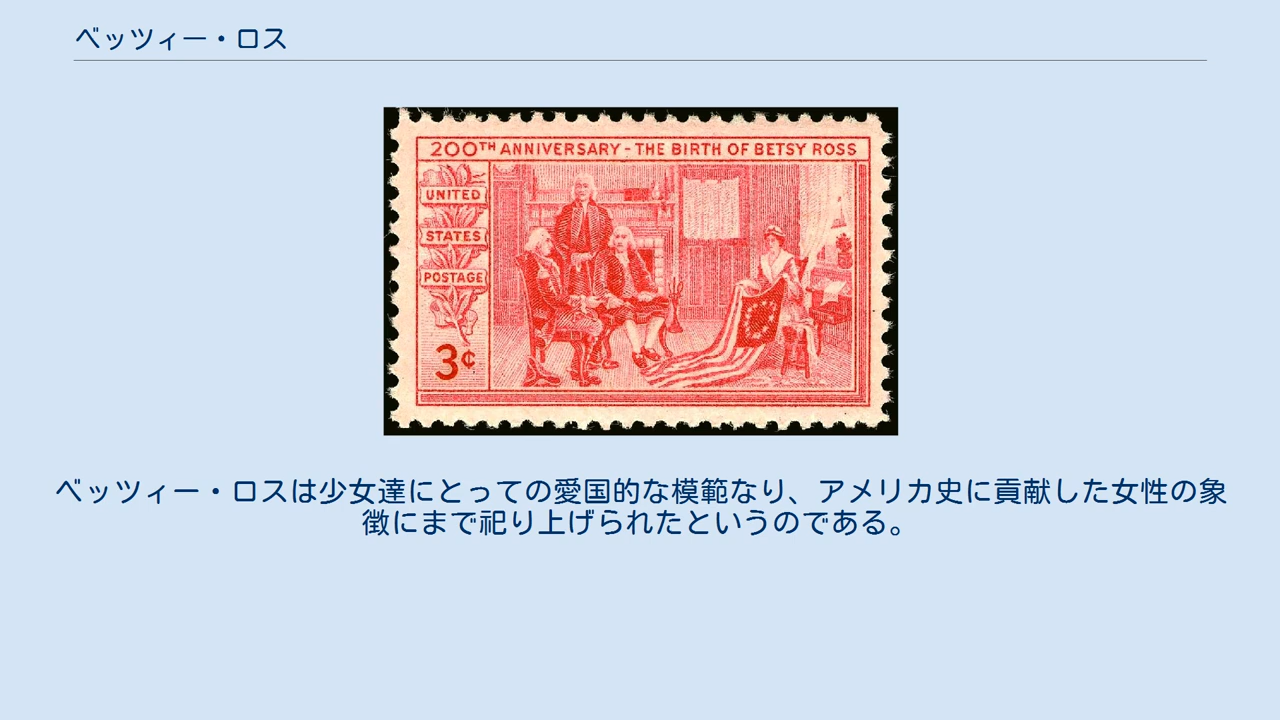 ベッツィー・ロス
200TH ANNIVERSARY - THE BIRTH OF BETSY ROSS
UNITED
STATES
POSTAGE
3¢
ベッツィー・ロスは少女達にとっての愛国的な模範なり、アメリカ史に貢献した女性の象
徴にまで祀り上げられたというのである。